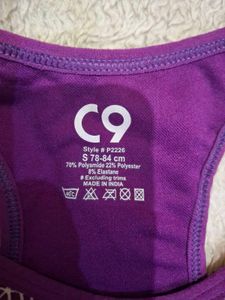 C9
Style # P2226
S 78-84 cm
70% Polyamide 22% Polyester
8% Elastane
# Excluding trims
MADE IN INDIA